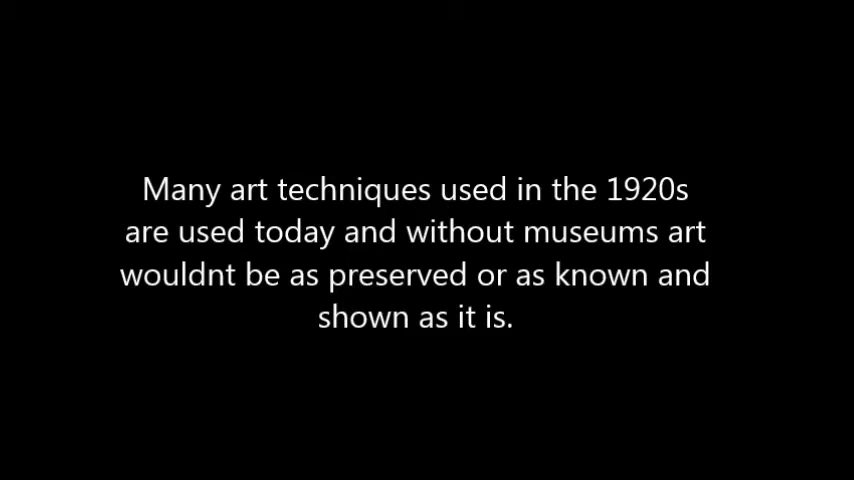 Many art techniques used in the 1920s
are used today and without museums art
wouldnt be as preserved or as known and
shown as it is.